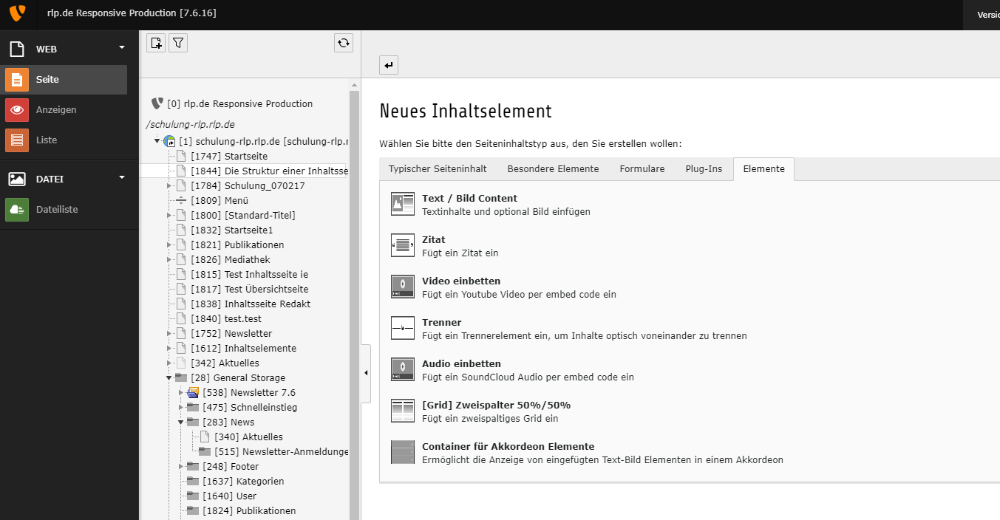 rlp.de Responsive Production [7.6.16]
Versio
WEB
Seite
Anzeigen
Liste
DATEI
Dateiliste
[0] rlp.de Responsive Production
/schulung-rlp.rlp.de
[1] schulung-rlp.rlp.de [schulung-rlp.r
[1747] Startseite
[1844] Die Struktur einer Inhaltsse
[1784] Schulung_070217
[1809] Menü
[1800] [Standard-Titel]
[1832] Startseite1
[1821] Publikationen
[1826] Mediathek
[1815] Test Inhaltsseite ie
[1817] Test Übersichtseite
[1838] Inhaltsseite Redakt
[1840] test.test
[1752] Newsletter
[1612] Inhaltselemente
[342] Aktuelles
[28] General Storage
[538] Newsletter 7.6
[475] Schnelleinstieg
[283] News
[340] Aktuelles
[515] Newsletter-Anmeldunge
[248] Footer
[1637] Kategorien
[1640] User
[1824] Publikationen
Neues Inhaltselement
Wählen Sie bitte den Seiteninhaltstyp aus, den Sie erstellen wollen:
Typischer Seiteninhalt Besondere Elemente Formulare Plug-Ins Elemente
Text / Bild Content
Textinhalte und optional Bild einfügen
Zitat
Fügt ein Zitat ein
Video einbetten
Fügt ein Youtube Video per embed code ein
Trenner
Fügt ein Trennerelement ein, um Inhalte optisch voneinander zu trennen
Audio einbetten
Fügt ein SoundCloud Audio per embed code ein
[Grid] Zweispalter 50%/50%
Fügt ein zweispaltiges Grid ein
Container für Akkordeon Elemente
Ermöglicht die Anzeige von eingefügten Text-Bild Elementen in einem Akkordeon